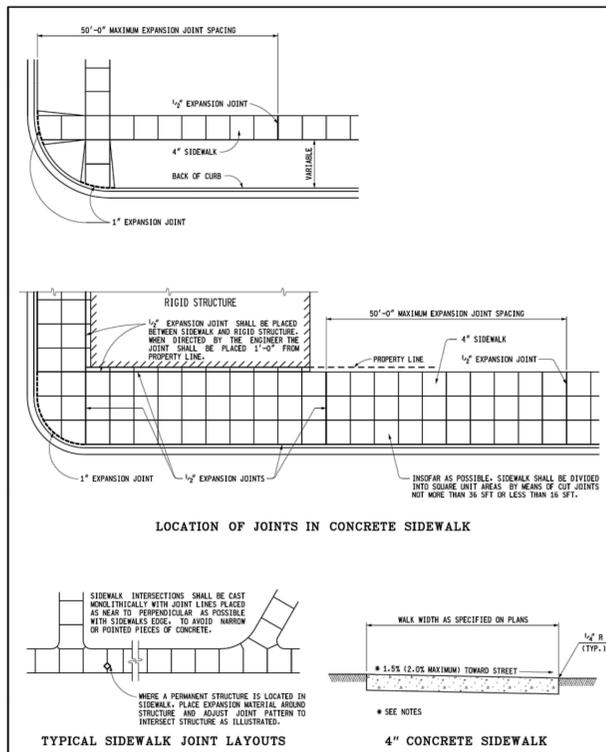 50'-0" MAXIMUM EXPANSION JOINT SPACING
1/2" EXPANSION JOINT
4" SIDEWALK
VARIABLE
BACK OF CURB
1" EXPANSION JOINT
RIGID STRUCTURE
1/2" EXPANSION JOINT SHALL BE PLACED
BETWEEN SIDEWALK AND RIGID STRUCTURE.
WHEN DIRECTED BY THE ENGINEER THE
JOINT SHALL BE PLACED 1'-0" FROM
PROPERTY LINE.
50'-0" MAXIMUM EXPANSION JOINT SPACING
4" SIDEWALK
PROPERTY LINE
1/2" EXPANSION JOINT
1" EXPANSION JOINT
1/2" EXPANSION JOINTS
INSOFAR AS POSSIBLE, SIDEWALK SHALL BE DIVIDED
INTO SQUARE UNIT AREAS BY MEANS OF CUT JOINTS
NOT MORE THAN 36 SFT OR LESS THAN 16 SFT.
LOCATION OF JOINTS IN CONCRETE SIDEWALK
SIDEWALK INTERSECTIONS SHALL BE CAST
MONOLITHICALLY WITH JOINT LINES PLACED
AS NEAR TO PERPENDICULAR AS POSSIBLE
WITH SIDEWALKS EDGE. TO AVOID NARROW
OR POINTED PIECES OF CONCRETE.
WHERE A PERMANENT STRUCTURE IS LOCATED IN
SIDEWALK, PLACE EXPANSION MATERIAL AROUND
STRUCTURE AND ADJUST JOINT PATTERN TO
INTERSECT STRUCTURE AS ILLUSTRATED.
TYPICAL SIDEWALK JOINT LAYOUTS
WALK WIDTH AS SPECIFIED ON PLANS
1/4" R
(TYP.)
* 1.5% (2.0% MAXIMUM) TOWARD STREET
* SEE NOTES
4" CONCRETE SIDEWALK